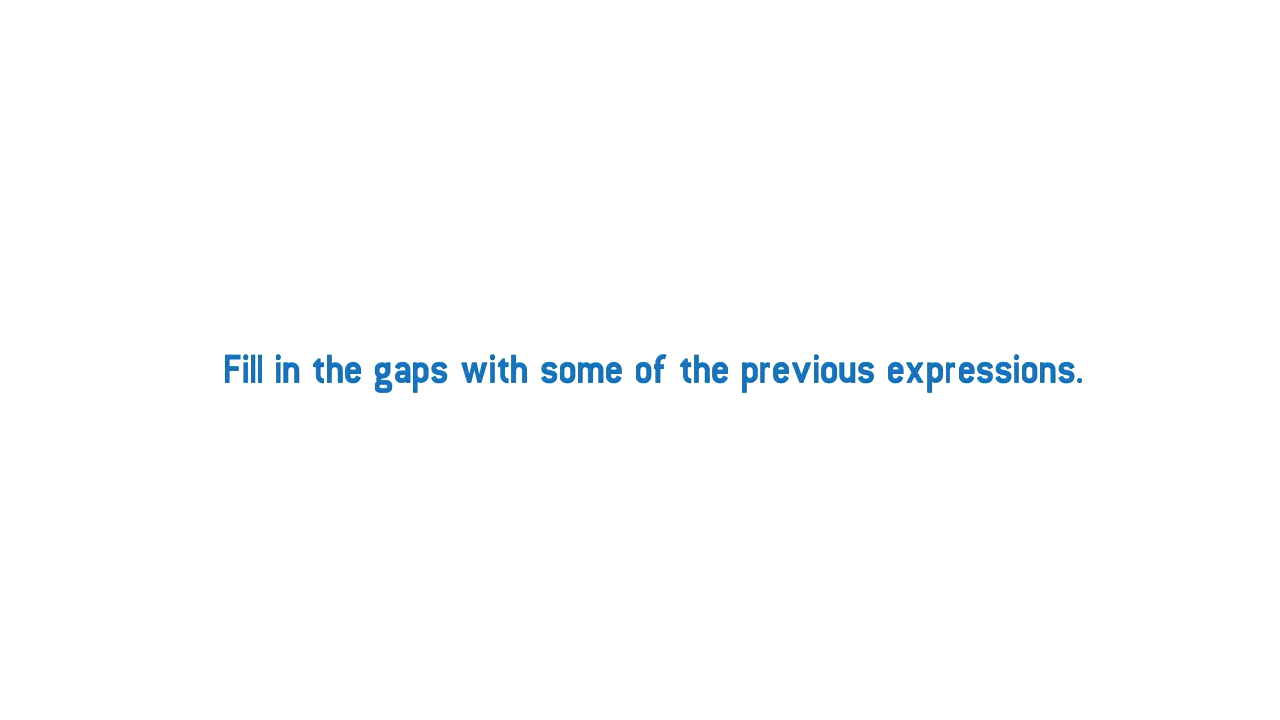 Fill in the gaps with some of the previous expressions.